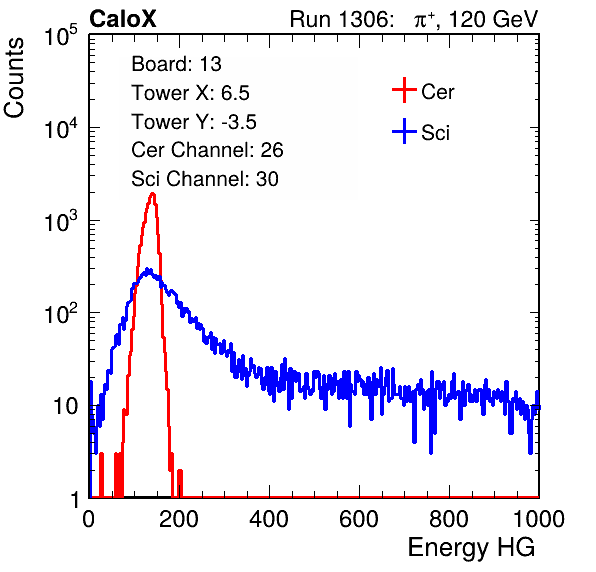 CaloX Run 1306: π⁺, 120 GeV
Board: 13
Tower X: 6.5
Tower Y: -3.5
Cer Channel: 26
Sci Channel: 30
Cer
Sci
Counts
10⁵
10⁴
10³
10²
10
1
0 200 400 600 800 1000
Energy HG